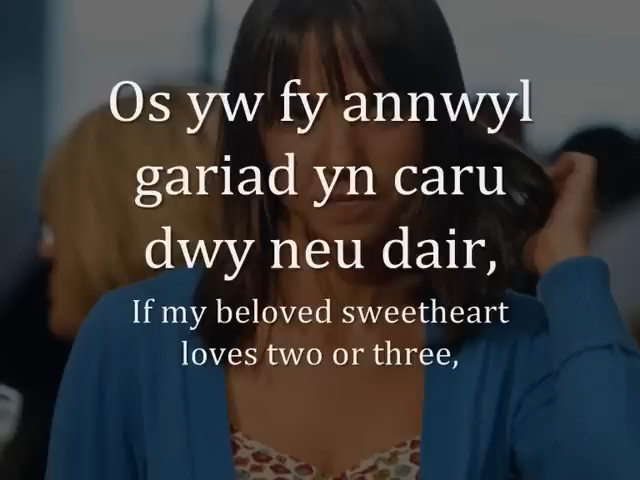 Os yw fy annwyl
gariad yn caru
dwy neu dair,
If my beloved sweetheart
loves two or three,